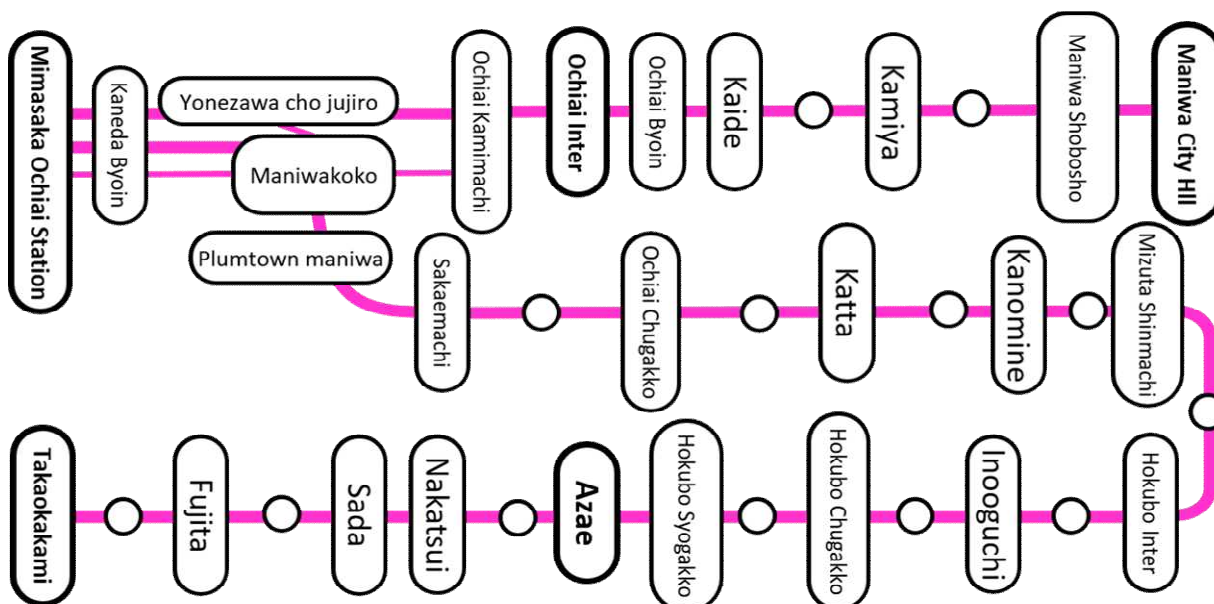 Mimasaka Ochiai Station
Kaneda Byoin
Yonezawa cho jujiro
Maniwakoko
Plumtown maniwa
Ochiai Kamimachi
Ochiai Inter
Ochiai Byoin
Kaide
Kamiya
Maniwa Shobosho
Maniwa City Hll
Sakaemachi
Ochiai Chugakko
Katta
Kanomine
Mizuta Shinmachi
Takaokakami
Fujita
Sada
Nakatsui
Azae
Hokubo Syogakko
Hokubo Chugakko
Inooguchi
Hokubo Inter